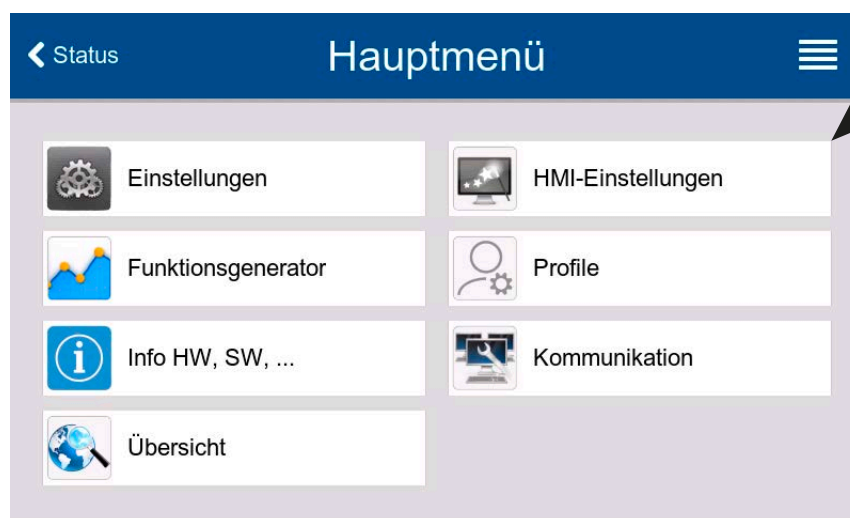 Status
Hauptmenü
Einstellungen
HMI-Einstellungen
Funktionsgenerator
Profile
Info HW, SW, ...
Kommunikation
Übersicht